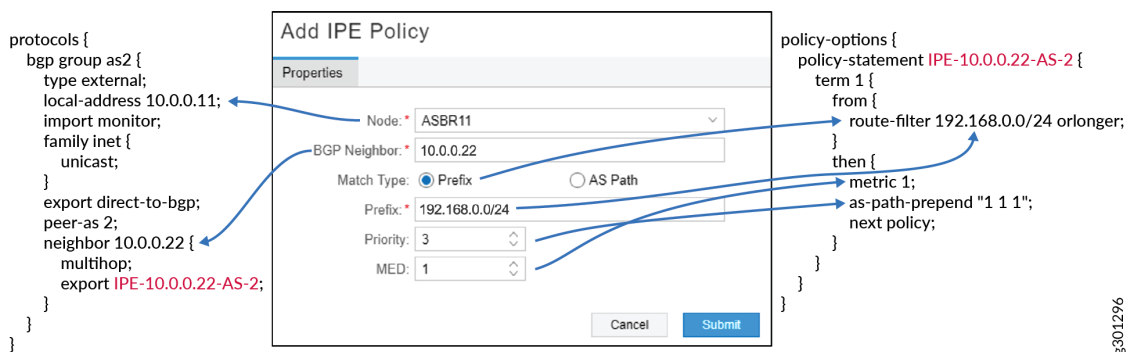 protocols {
bgp group as2 {
type external;
local-address 10.0.0.11;
import monitor;
family inet {
unicast;
}
export direct-to-bgp;
peer-as 2;
neighbor 10.0.0.22 {
multihop;
export IPE-10.0.0.22-AS-2;
}
}
}
Add IPE Policy
Properties
Node:* ASBR11
BGP Neighbor:* 10.0.0.22
Match Type: Prefix AS Path
Prefix:* 192.168.0.0/24
Priority: 3
MED: 1
Cancel Submit
policy-options {
policy-statement IPE-10.0.0.22-AS-2 {
term 1 {
from {
route-filter 192.168.0.0/24 orlonger;
}
then {
metric 1;
as-path-prepend "1 1 1";
next policy;
}
}
}
}
g301296